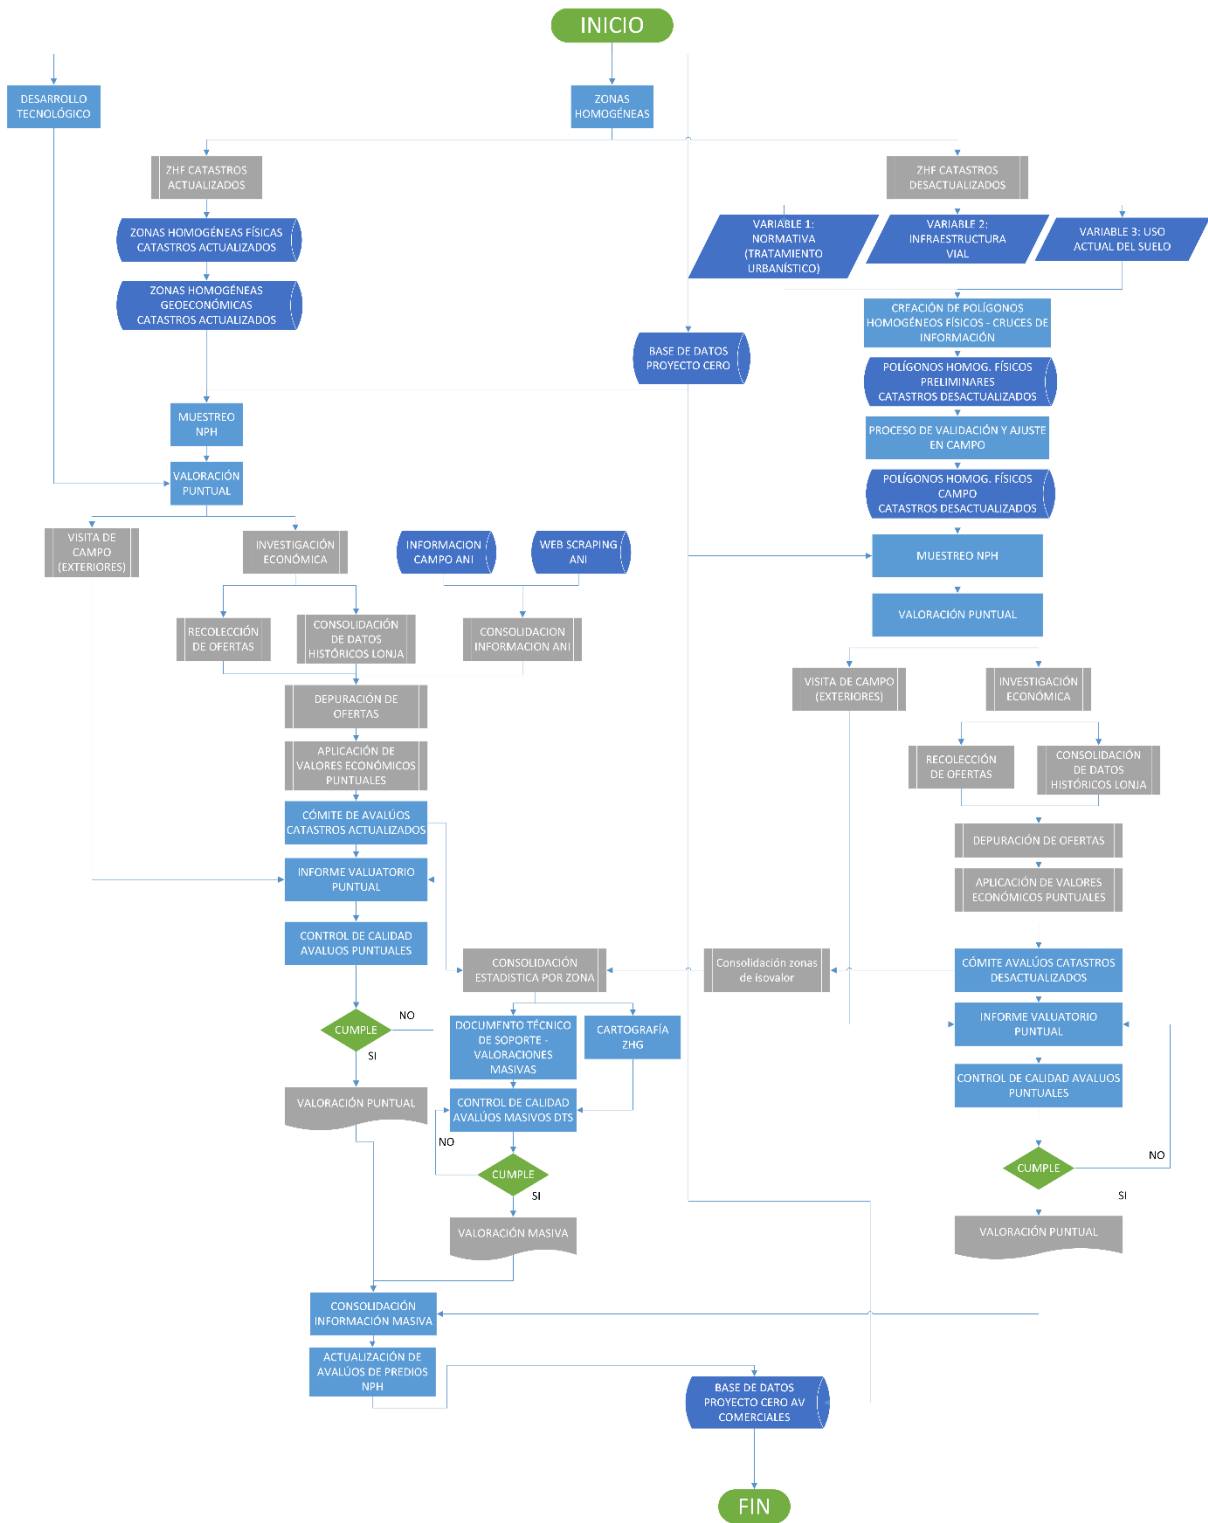 INICIO
DESARROLLO
TECNOLÓGICO
ZONAS
HOMOGÉNEAS
ZHF CATASTROS
ACTUALIZADOS
ZHF CATASTROS
DESACTUALIZADOS
ZONAS HOMOGÉNEAS FÍSICAS
CATASTROS ACTUALIZADOS
VARIABLE 1:
NORMATIVA
(TRATAMIENTO
URBANÍSTICO)
VARIABLE 2:
INFRAESTRUCTURA
VIAL
VARIABLE 3: USO
ACTUAL DEL SUELO
ZONAS HOMOGÉNEAS
GEOECONÓMICAS
CATASTROS ACTUALIZADOS
CREACIÓN DE POLÍGONOS
HOMOGÉNEOS FÍSICOS - CRUCES DE
INFORMACIÓN
BASE DE DATOS
PROYECTO CERO
POLÍGONOS HOMOG. FÍSICOS
PRELIMINARES
CATASTROS DESACTUALIZADOS
MUESTREO
NPH
PROCESO DE VALIDACIÓN Y AJUSTE
EN CAMPO
VALORACIÓN
PUNTUAL
POLÍGONOS HOMOG. FÍSICOS
CAMPO
CATASTROS DESACTUALIZADOS
VISITA DE
CAMPO
(EXTERIORES)
INVESTIGACIÓN
ECONÓMICA
INFORMACION
CAMPO ANI
WEB SCRAPING
ANI
MUESTREO NPH
VALORACIÓN PUNTUAL
RECOLECCIÓN
DE OFERTAS
CONSOLIDACIÓN
DE DATOS
HISTÓRICOS LONJA
CONSOLIDACION
INFORMACION ANI
VISITA DE CAMPO
(EXTERIORES)
INVESTIGACIÓN
ECONÓMICA
DEPURACIÓN DE
OFERTAS
APLICACIÓN DE
VALORES ECONÓMICOS
PUNTUALES
RECOLECCIÓN
DE OFERTAS
CONSOLIDACIÓN
DE DATOS
HISTÓRICOS LONJA
CÓMITE DE AVALÚOS
CATASTROS ACTUALIZADOS
DEPURACIÓN DE OFERTAS
INFORME VALUATORIO
PUNTUAL
APLICACIÓN DE VALORES
ECONÓMICOS PUNTUALES
CONTROL DE CALIDAD
AVALUOS PUNTUALES
CONSOLIDACIÓN
ESTADISTICA POR ZONA
Consolidación zonas
de isovalor
CÓMITE AVALÚOS CATASTROS
DESACTUALIZADOS
CUMPLE
NO
SI
DOCUMENTO TÉCNICO
DE SOPORTE -
VALORACIONES
MASIVAS
CARTOGRAFÍA
ZHG
INFORME VALUATORIO
PUNTUAL
CONTROL DE CALIDAD AVALUOS
PUNTUALES
VALORACIÓN PUNTUAL
CONTROL DE CALIDAD
AVALÚOS MASIVOS DTS
NO
CUMPLE
SI
CUMPLE
NO
SI
VALORACIÓN MASIVA
VALORACIÓN PUNTUAL
CONSOLIDACIÓN
INFORMACIÓN MASIVA
ACTUALIZACIÓN DE
AVALÚOS DE PREDIOS
NPH
BASE DE DATOS
PROYECTO CERO AV
COMERCIALES
FIN